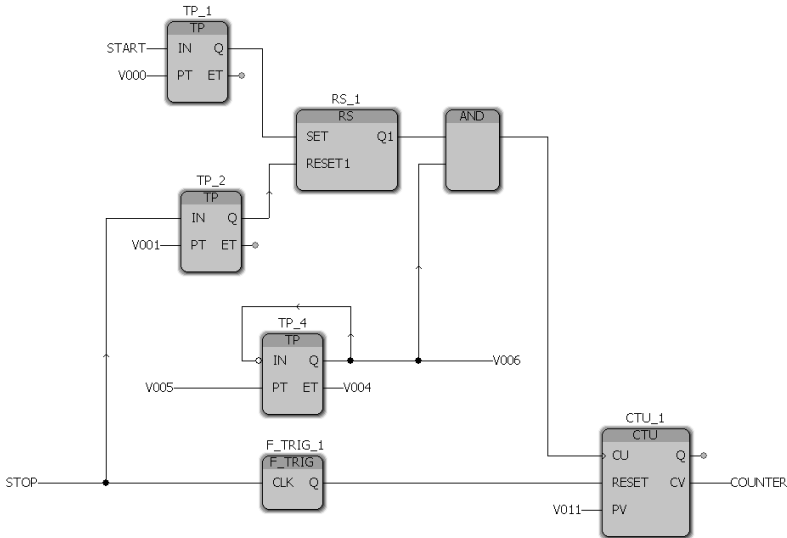 TP_1
TP
START IN Q
V000 PT ET
RS_1
RS
SET Q1
RESET1
AND
TP_2
TP
IN Q
V001 PT ET
TP_4
TP
IN Q V006
V005 PT ET V004
F_TRIG_1
F_TRIG
STOP CLK Q
CTU_1
CTU
CU Q
RESET CV COUNTER
V011 PV